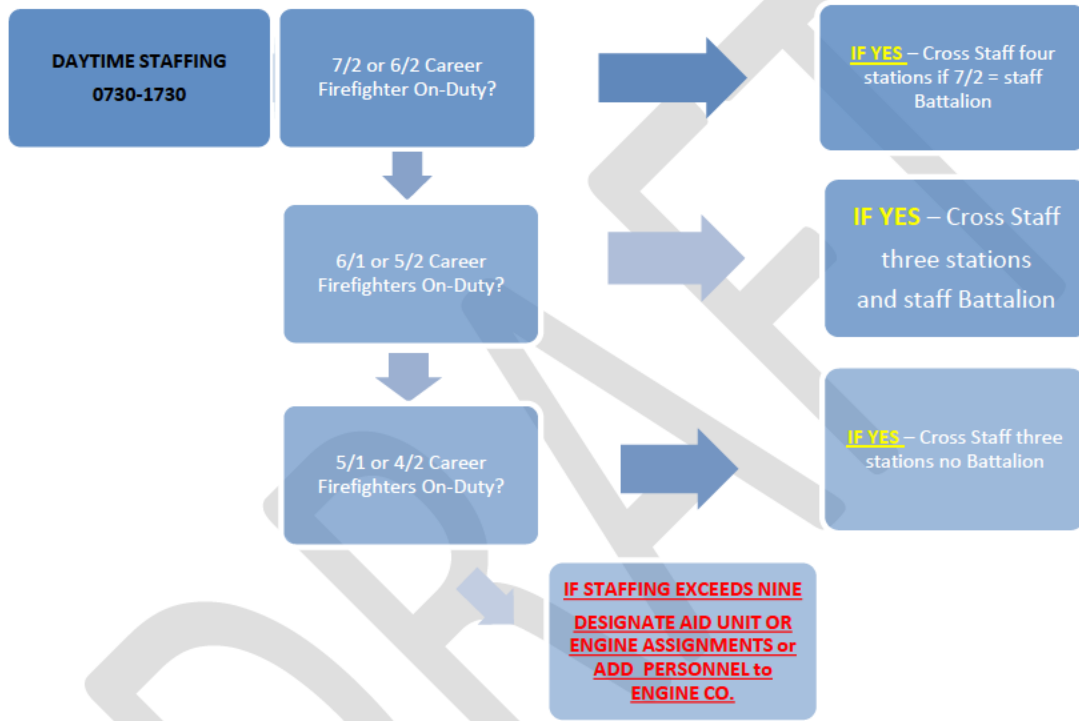 DAYTIME STAFFING
0730-1730
7/2 or 6/2 Career
Firefighter On-Duty?
IF YES – Cross Staff four
stations if 7/2 = staff
Battalion
6/1 or 5/2 Career
Firefighters On-Duty?
IF YES – Cross Staff
three stations
and staff Battalion
5/1 or 4/2 Career
Firefighters On-Duty?
IF YES – Cross Staff three
stations no Battalion
IF STAFFING EXCEEDS NINE
DESIGNATE AID UNIT OR
ENGINE ASSIGNMENTS or
ADD PERSONNEL to
ENGINE CO.
DRAFT